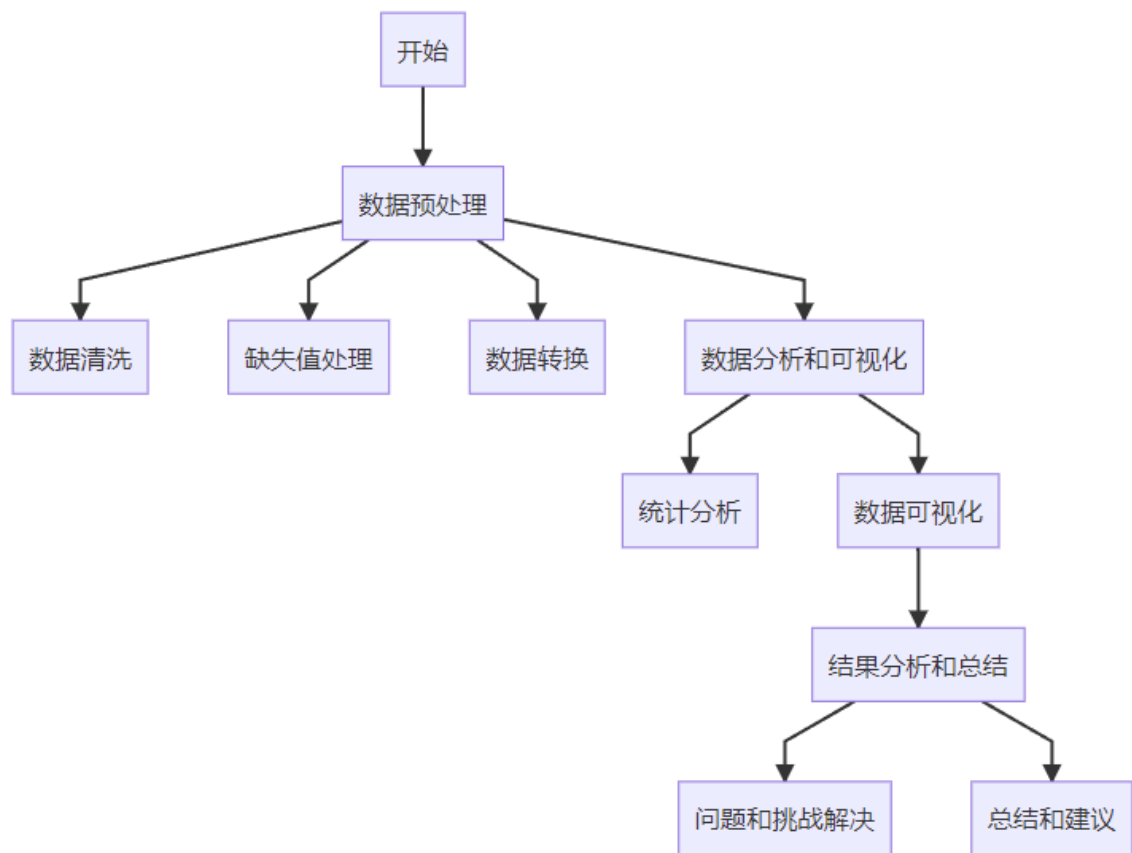 开始
数据预处理
数据清洗
缺失值处理
数据转换
数据分析和可视化
统计分析
数据可视化
结果分析和总结
问题和挑战解决
总结和建议